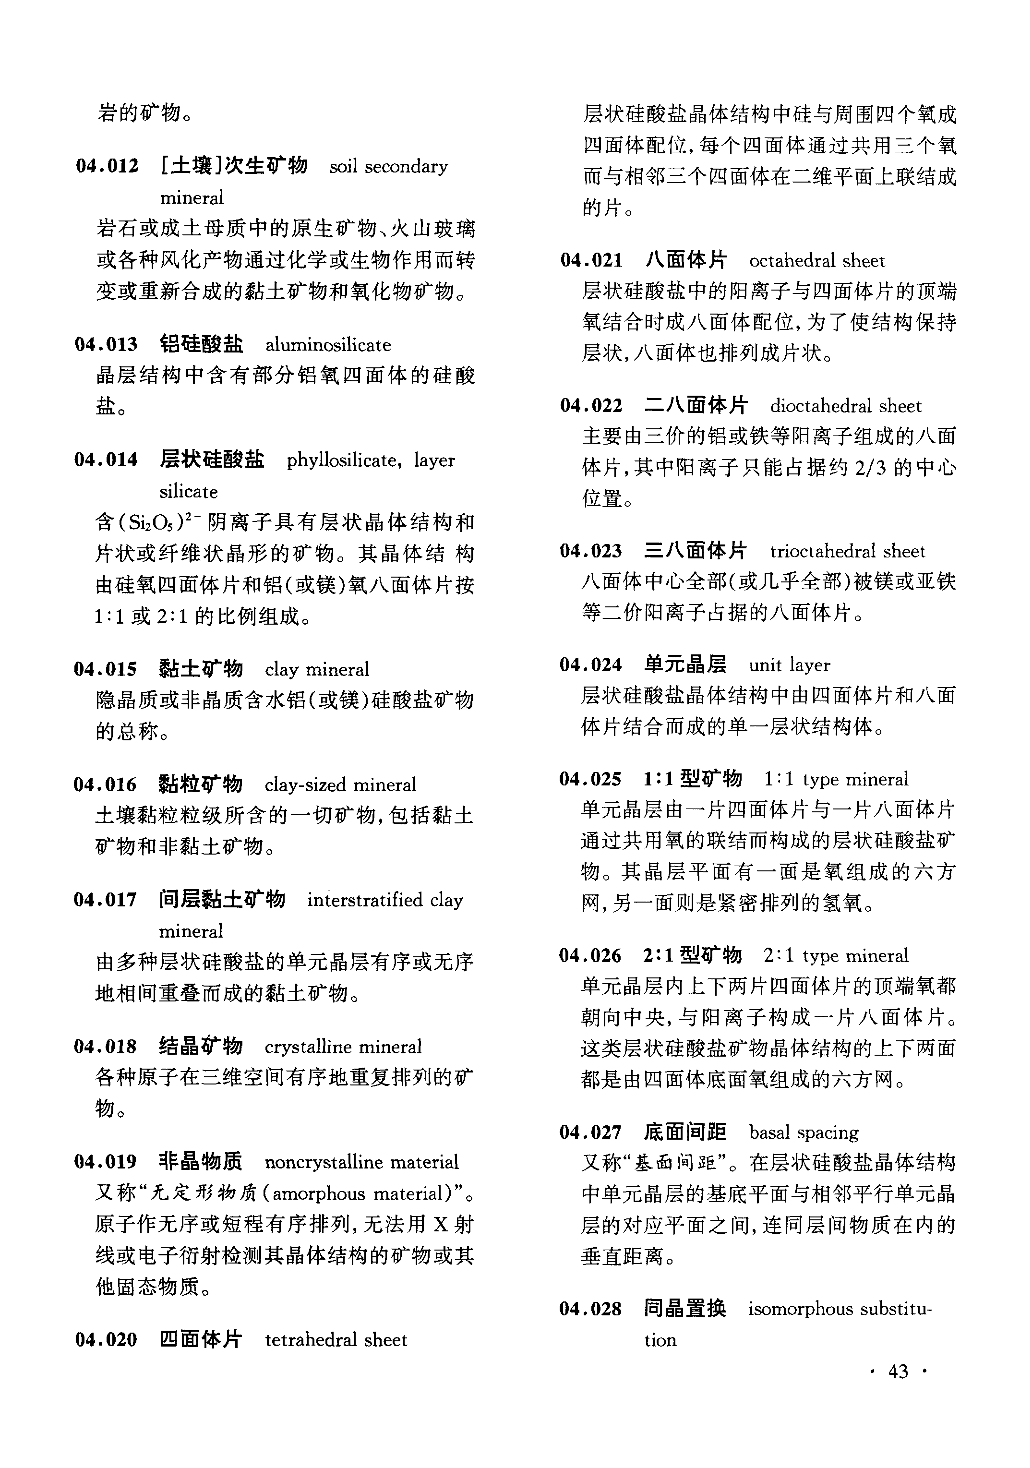 岩的矿物。
04.012 [土壤]次生矿物 soil secondary
mineral
岩石或成土母质中的原生矿物、火山玻璃
或各种风化产物通过化学或生物作用而转
变或重新合成的黏土矿物和氧化物矿物。
04.013 铝硅酸盐 aluminosilicate
晶层结构中含有部分铝氧四面体的硅酸
盐。
04.014 层状硅酸盐 phyllosilicate, layer
silicate
含(Si₂O₅)²⁻阴离子具有层状晶体结构和
片状或纤维状晶形的矿物。其晶体结 构
由硅氧四面体片和铝(或镁)氧八面体片按
1:1 或 2:1 的比例组成。
04.015 黏土矿物 clay mineral
隐晶质或非晶质含水铝(或镁)硅酸盐矿物
的总称。
04.016 黏粒矿物 clay-sized mineral
土壤黏粒粒级所含的一切矿物,包括黏土
矿物和非黏土矿物。
04.017 间层黏土矿物 interstratified clay
mineral
由多种层状硅酸盐的单元晶层有序或无序
地相间重叠而成的黏土矿物。
04.018 结晶矿物 crystalline mineral
各种原子在三维空间有序地重复排列的矿
物。
04.019 非晶物质 noncrystalline material
又称“无定形物质(amorphous material)”。
原子作无序或短程有序排列,无法用 X 射
线或电子衍射检测其晶体结构的矿物或其
他固态物质。
04.020 四面体片 tetrahedral sheet
层状硅酸盐晶体结构中硅与周围四个氧成
四面体配位,每个四面体通过共用三个氧
而与相邻三个四面体在二维平面上联结成
的片。
04.021 八面体片 octahedral sheet
层状硅酸盐中的阳离子与四面体片的顶端
氧结合时成八面体配位,为了使结构保持
层状,八面体也排列成片状。
04.022 二八面体片 dioctahedral sheet
主要由三价的铝或铁等阳离子组成的八面
体片,其中阳离子只能占据约 2/3 的中心
位置。
04.023 三八面体片 trioctahedral sheet
八面体中心全部(或几乎全部)被镁或亚铁
等二价阳离子占据的八面体片。
04.024 单元晶层 unit layer
层状硅酸盐晶体结构中由四面体片和八面
体片结合而成的单一层状结构体。
04.025 1:1 型矿物 1:1 type mineral
单元晶层由一片四面体片与一片八面体片
通过共用氧的联结而构成的层状硅酸盐矿
物。其晶层平面有一面是氧组成的六方
网,另一面则是紧密排列的氢氧。
04.026 2:1 型矿物 2:1 type mineral
单元晶层内上下两片四面体片的顶端氧都
朝向中央,与阳离子构成一片八面体片。
这类层状硅酸盐矿物晶体结构的上下两面
都是由四面体底面氧组成的六方网。
04.027 底面间距 basal spacing
又称“基面间距”。在层状硅酸盐晶体结构
中单元晶层的基底平面与相邻平行单元晶
层的对应平面之间,连同层间物质在内的
垂直距离。
04.028 同晶置换 isomorphous substitu-
tion
· 43 ·